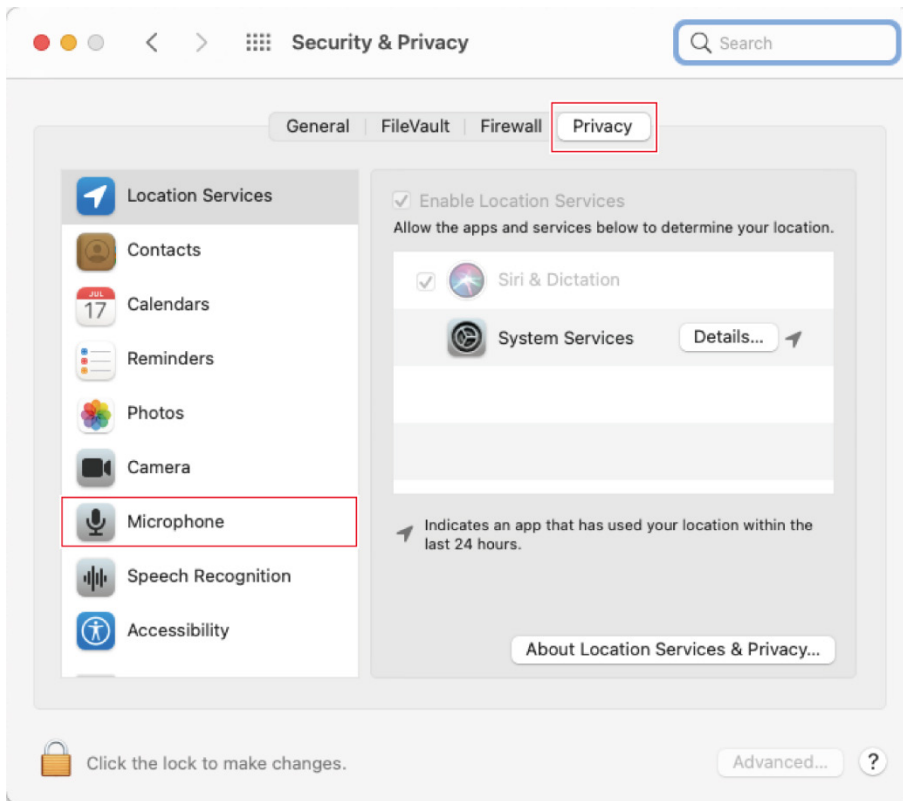 Security & Privacy
Search
General FileVault Firewall Privacy
Location Services
Contacts
JUL
17
Calendars
Reminders
Photos
Camera
Microphone
Speech Recognition
Accessibility
Enable Location Services
Allow the apps and services below to determine your location.
Siri & Dictation
System Services Details...
Indicates an app that has used your location within the
last 24 hours.
About Location Services & Privacy...
Click the lock to make changes.
Advanced... ?